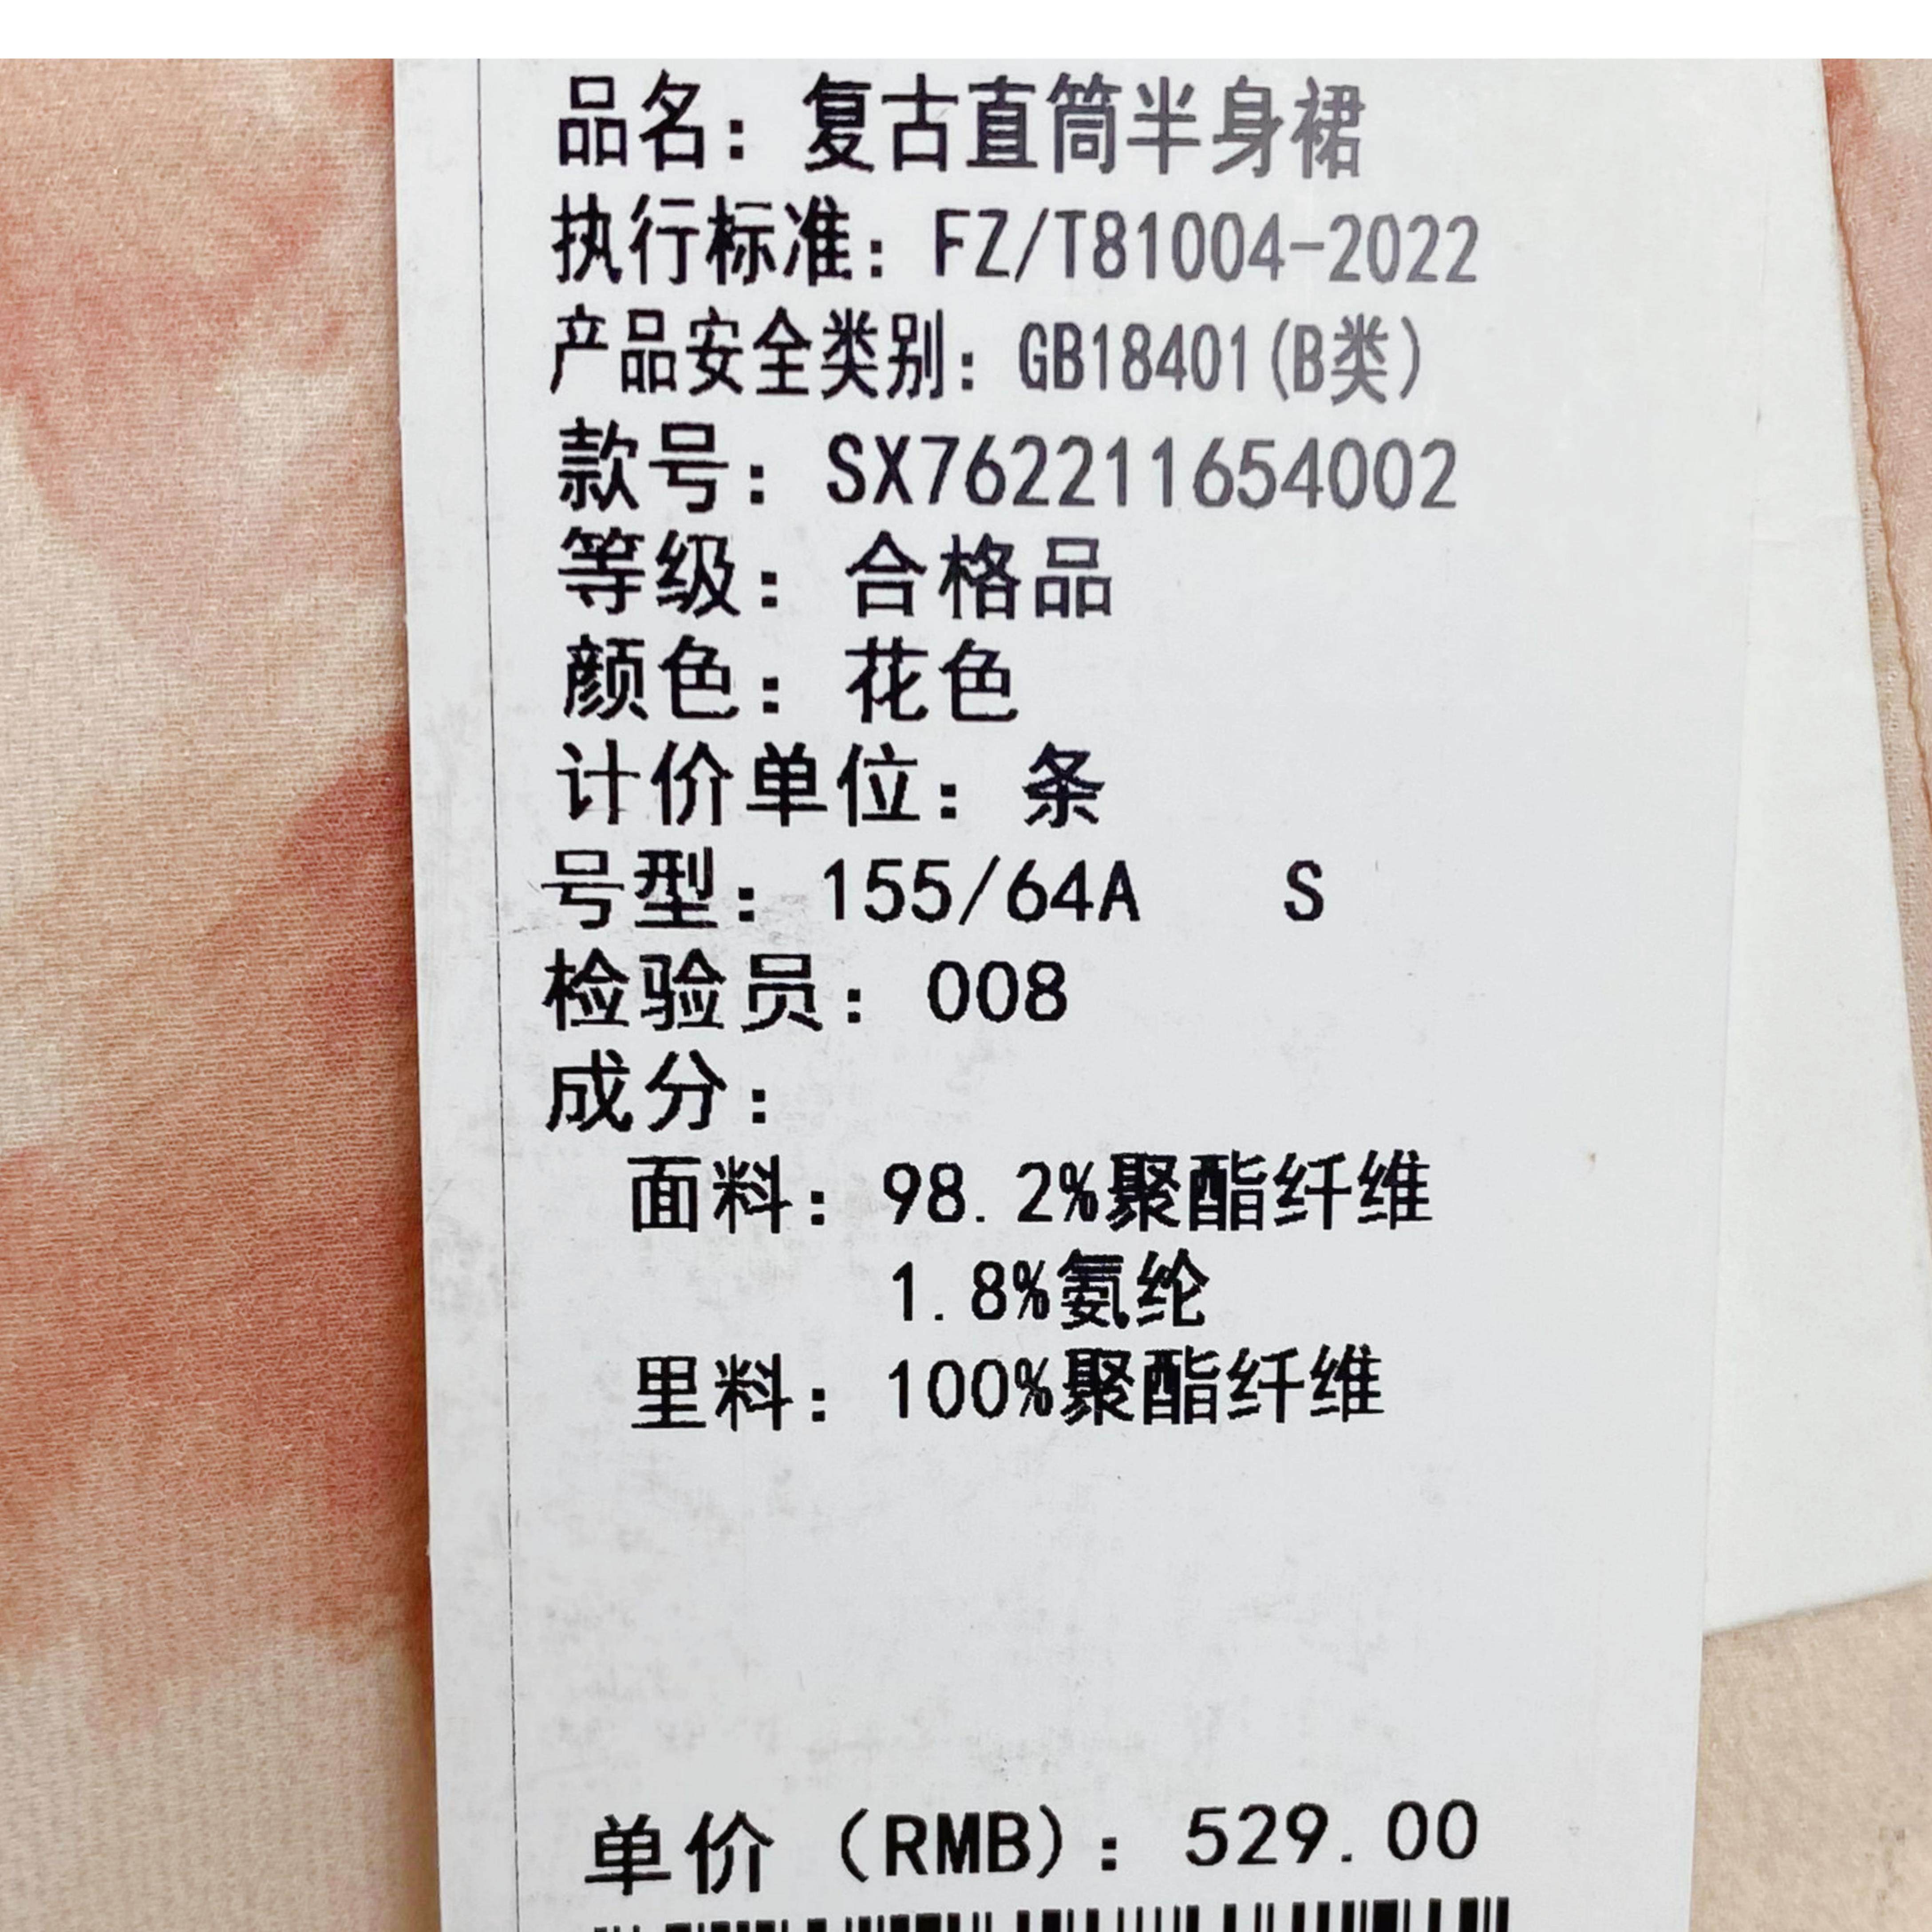 品名：复古直筒半身裙
执行标准：FZ/T81004-2022
产品安全类别：GB18401(B类)
款号：SX762211654002
等级：合格品
颜色：花色
计价单位：条
号型：155/64A S
检验员：008
成分：
面料：98.2%聚酯纤维
1.8%氨纶
里料：100%聚酯纤维
单价（RMB）：529.00